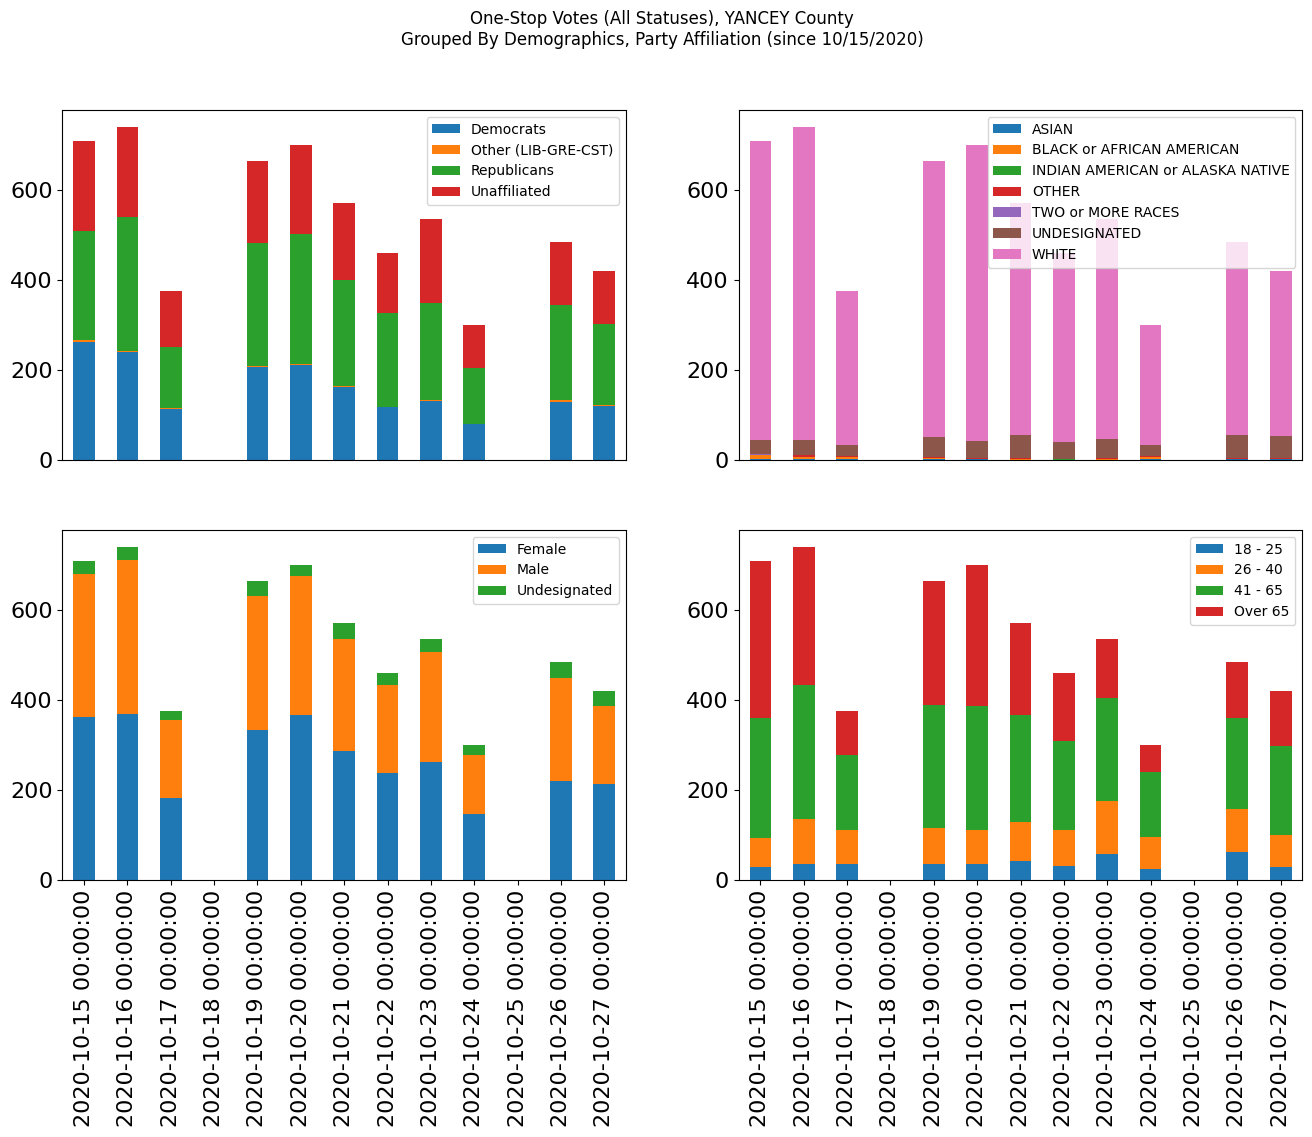 One-Stop Votes (All Statuses), YANCEY County
Grouped By Demographics, Party Affiliation (since 10/15/2020)
600
400
200
0
Democrats
Other (LIB-GRE-CST)
Republicans
Unaffiliated
600
400
200
0
ASIAN
BLACK or AFRICAN AMERICAN
INDIAN AMERICAN or ALASKA NATIVE
OTHER
TWO or MORE RACES
UNDESIGNATED
WHITE
600
400
200
0
Female
Male
Undesignated
2020-10-15 00:00:00
2020-10-16 00:00:00
2020-10-17 00:00:00
2020-10-18 00:00:00
2020-10-19 00:00:00
2020-10-20 00:00:00
2020-10-21 00:00:00
2020-10-22 00:00:00
2020-10-23 00:00:00
2020-10-24 00:00:00
2020-10-25 00:00:00
2020-10-26 00:00:00
2020-10-27 00:00:00
600
400
200
0
18 - 25
26 - 40
41 - 65
Over 65
2020-10-15 00:00:00
2020-10-16 00:00:00
2020-10-17 00:00:00
2020-10-18 00:00:00
2020-10-19 00:00:00
2020-10-20 00:00:00
2020-10-21 00:00:00
2020-10-22 00:00:00
2020-10-23 00:00:00
2020-10-24 00:00:00
2020-10-25 00:00:00
2020-10-26 00:00:00
2020-10-27 00:00:00